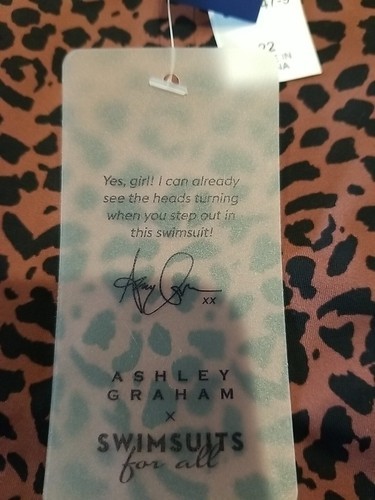 22
Yes, girl! I can already
see the heads turning
when you step out in
this swimsuit!
xx
ASHLEY
GRAHAM
x
SWIMSUITS
for all